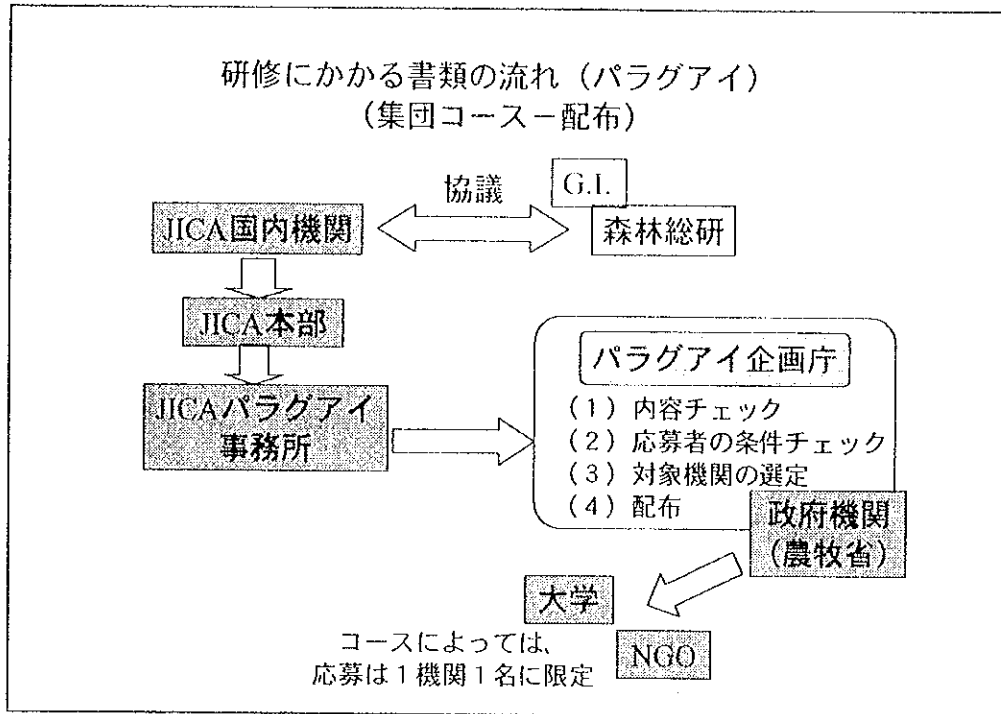 研修にかかる書類の流れ（パラグアイ）
（集団コース－配布）
協議
G.I.
JICA国内機関
森林総研
JICA本部
パラグアイ企画庁
JICAパラグアイ
事務所
（1）内容チェック
（2）応募者の条件チェック
（3）対象機関の選定
（4）配布
政府機関
（農牧省）
大学
NGO
コースによっては、
応募は１機関１名に限定